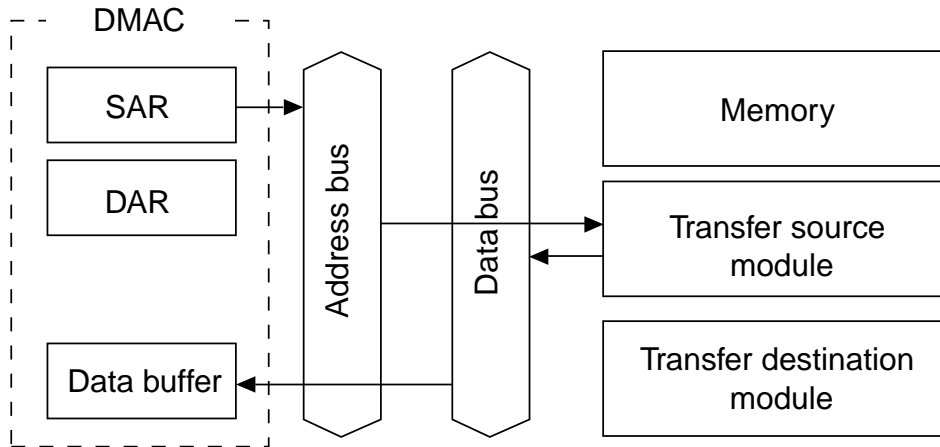 DMAC
SAR
DAR
Data buffer
Address bus
Data bus
Memory
Transfer source
module
Transfer destination
module